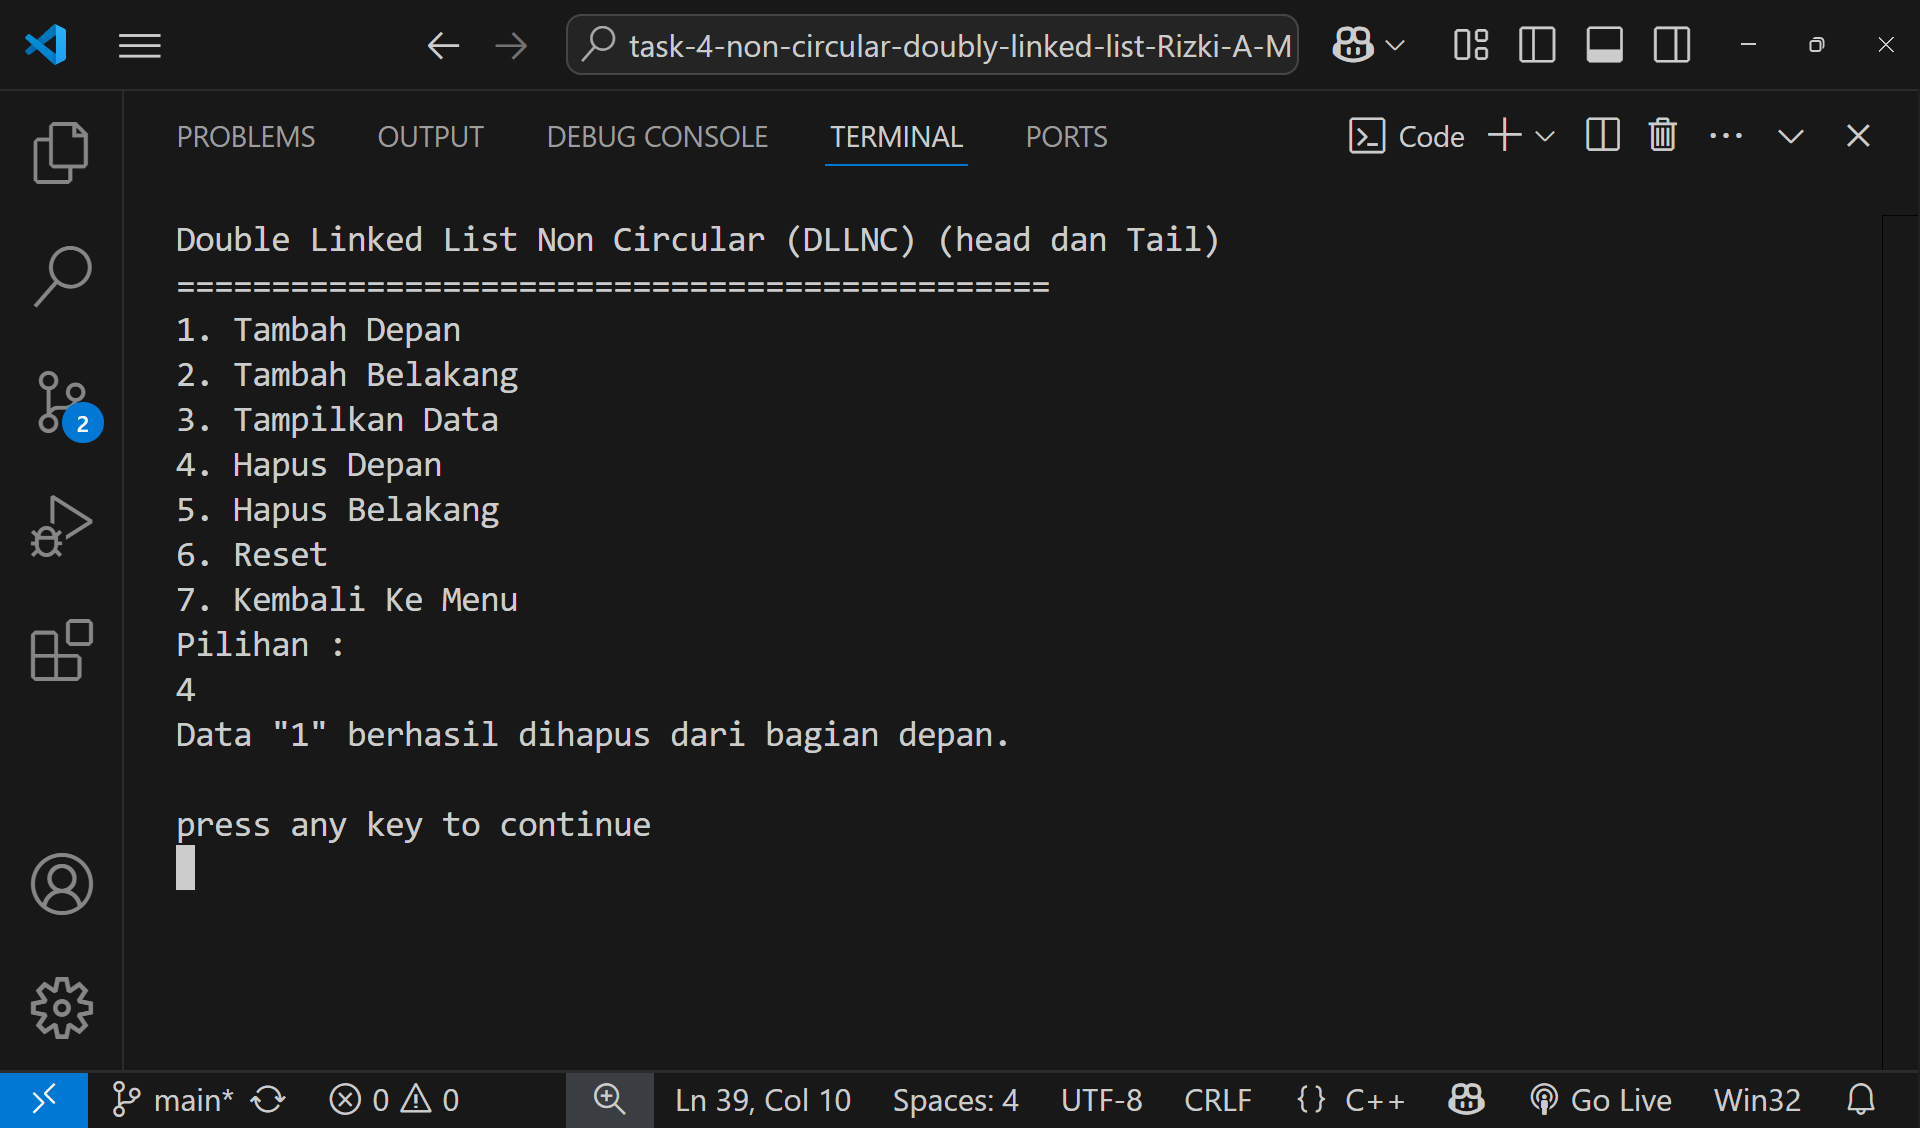 task-4-non-circular-doubly-linked-list-Rizki-A-M
PROBLEMS OUTPUT DEBUG CONSOLE TERMINAL PORTS Code
Double Linked List Non Circular (DLLNC) (head dan Tail)
==============================================
1. Tambah Depan
2. Tambah Belakang
3. Tampilkan Data
4. Hapus Depan
5. Hapus Belakang
6. Reset
7. Kembali Ke Menu
Pilihan :
4
Data "1" berhasil dihapus dari bagian depan.
press any key to continue
2
main* 0 0 Ln 39, Col 10 Spaces: 4 UTF-8 CRLF {} C++ Go Live Win32